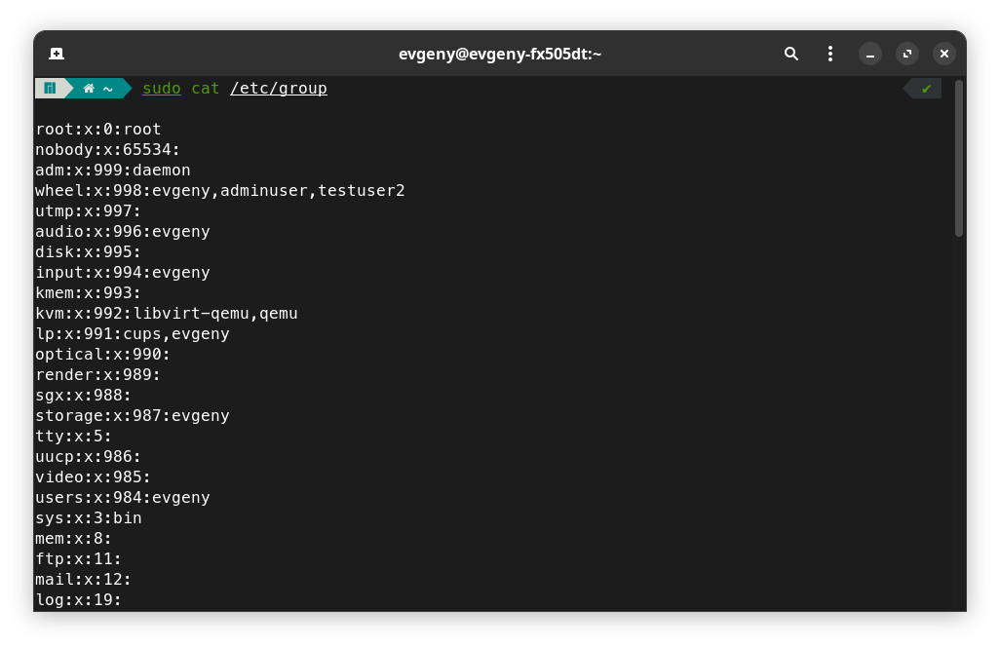 evgeny@evgeny-fx505dt:~
~ sudo cat /etc/group ✔
root:x:0:root
nobody:x:65534:
adm:x:999:daemon
wheel:x:998:evgeny,adminuser,testuser2
utmp:x:997:
audio:x:996:evgeny
disk:x:995:
input:x:994:evgeny
kmem:x:993:
kvm:x:992:libvirt-qemu,qemu
lp:x:991:cups,evgeny
optical:x:990:
render:x:989:
sgx:x:988:
storage:x:987:evgeny
tty:x:5:
uucp:x:986:
video:x:985:
users:x:984:evgeny
sys:x:3:bin
mem:x:8:
ftp:x:11:
mail:x:12:
log:x:19: